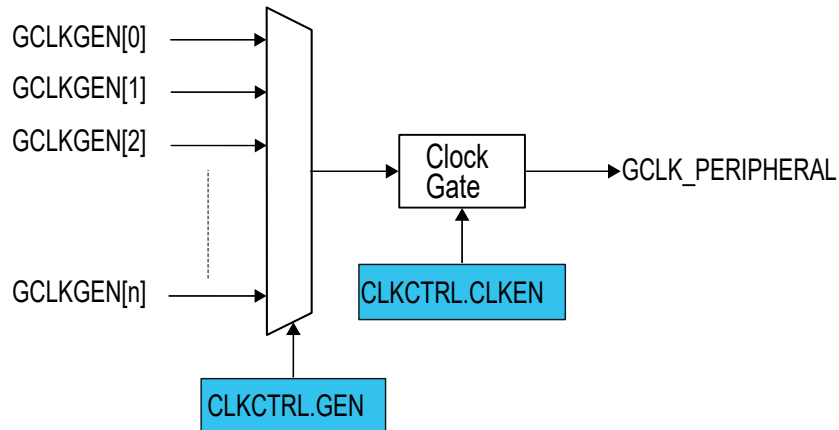 GCLKGEN[0]
GCLKGEN[1]
GCLKGEN[2]
Clock
Gate
GCLK_PERIPHERAL
GCLKGEN[n]
CLKCTRL.CLKEN
CLKCTRL.GEN